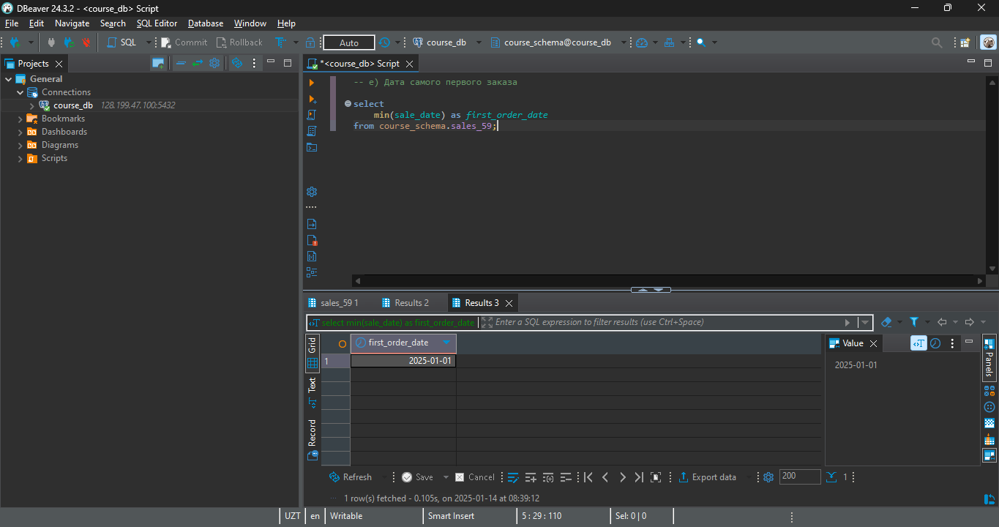 DBeaver 24.3.2 - <course_db> Script
File Edit Navigate Search SQL Editor Database Window Help
SQL Commit Rollback Auto course_db course_schema@course_db
Projects
*<course_db> Script
General
Connections
course_db 128.199.47.100:5432
Bookmarks
Dashboards
Diagrams
Scripts
-- e) Дата самого первого заказа
select
min(sale_date) as first_order_date
from course_schema.sales_59;
sales_59 1 Results 2 Results 3
select min(sale_date) as first_order_date Enter a SQL expression to filter results (use Ctrl+Space)
Grid
Text
Record
first_order_date
1 2025-01-01
Value
2025-01-01
Panels
Refresh Save Cancel Export data 200 1
1 row(s) fetched - 0.105s, on 2025-01-14 at 08:39:12
UZT en Writable Smart Insert 5 : 29 : 110 Sel: 0 | 0